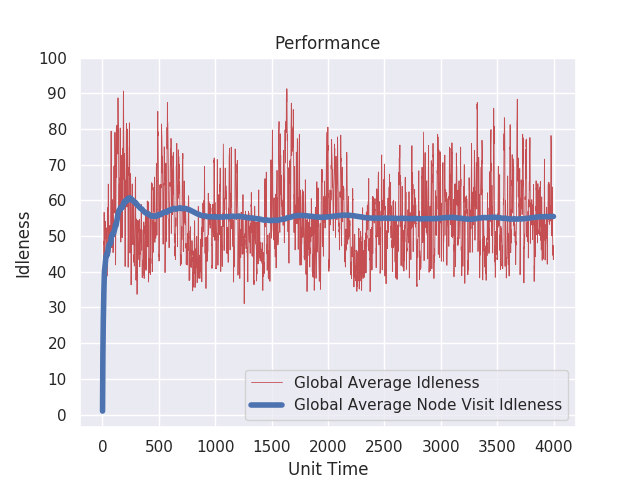 Performance
100
90
80
70
60
50
40
30
20
10
0
Idleness
Global Average Idleness
Global Average Node Visit Idleness
0 500 1000 1500 2000 2500 3000 3500 4000
Unit Time